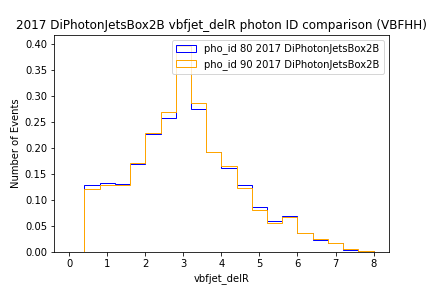 2017 DiPhotonJetsBox2B vbfjet_delR photon ID comparison (VBFHH)
pho_id 80 2017 DiPhotonJetsBox2B
pho_id 90 2017 DiPhotonJetsBox2B
Number of Events
0.40
0.35
0.30
0.25
0.20
0.15
0.10
0.05
0.00
0 1 2 3 4 5 6 7 8
vbfjet_delR